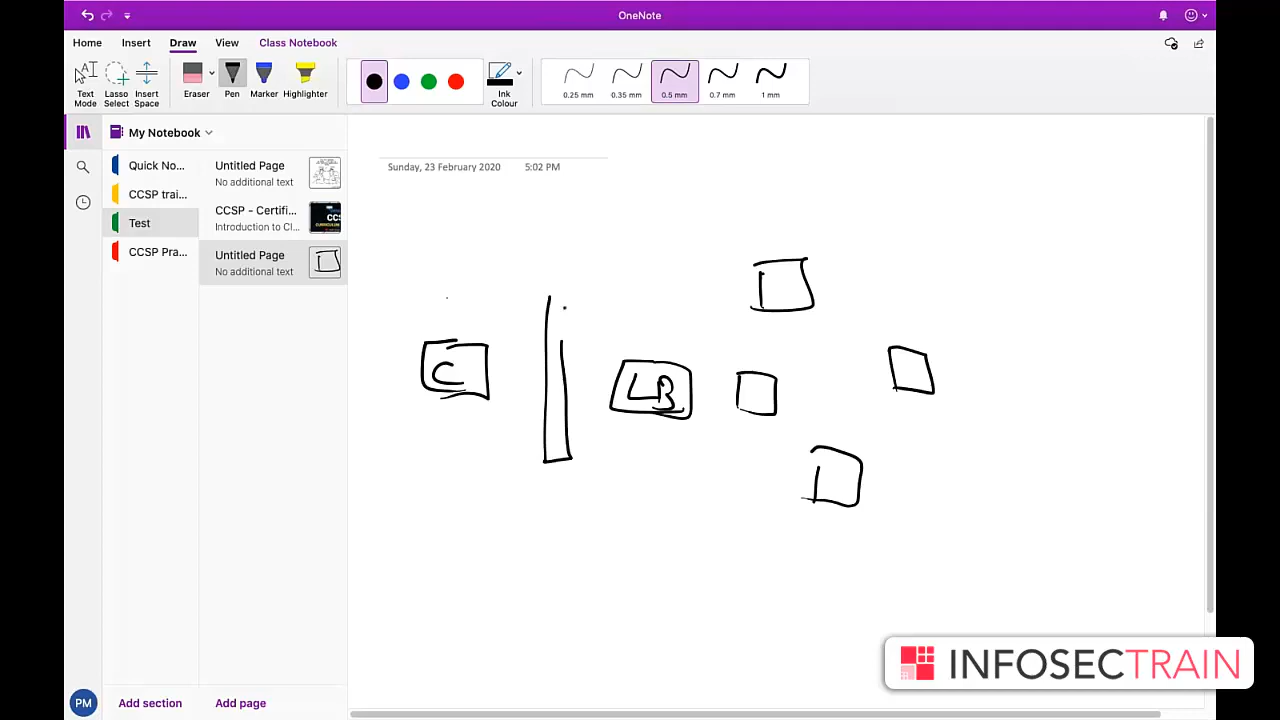 OneNote
Home Insert Draw View Class Notebook
Text Mode
Lasso Select
Insert Space
Eraser
Pen
Marker
Highlighter
Ink Colour
0.25 mm
0.35 mm
0.5 mm
0.7 mm
1 mm
My Notebook
Quick No...
CCSP trai...
Test
CCSP Pra...
Untitled Page
No additional text
CCSP - Certifi...
Introduction to Cl...
Untitled Page
No additional text
Sunday, 23 February 2020 5:02 PM
C
LB
PM
Add section
Add page
INFOSECTRAIN